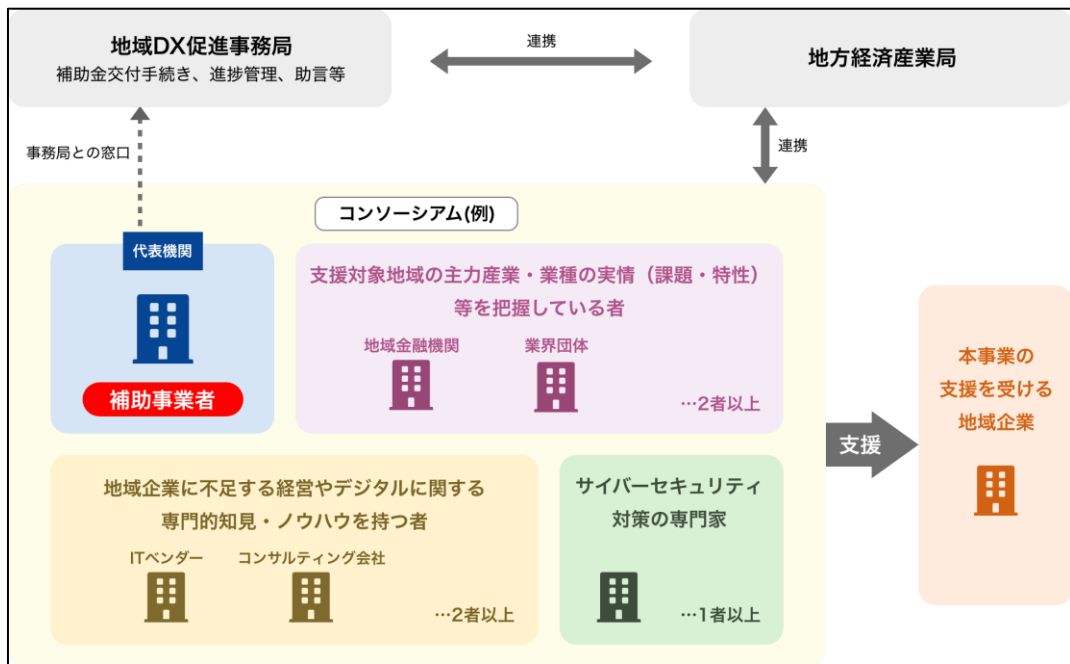 地域DX促進事務局
補助金交付手続き、進捗管理、助言等
連携
地方経済産業局
事務局との窓口
連携
コンソーシアム(例)
代表機関
補助事業者
支援対象地域の主力産業・業種の実情（課題・特性）
等を把握している者
地域金融機関
業界団体
…2者以上
地域企業に不足する経営やデジタルに関する
専門的知見・ノウハウを持つ者
ITベンダー
コンサルティング会社
…2者以上
サイバーセキュリティ
対策の専門家
…1者以上
支援
本事業の
支援を受ける
地域企業